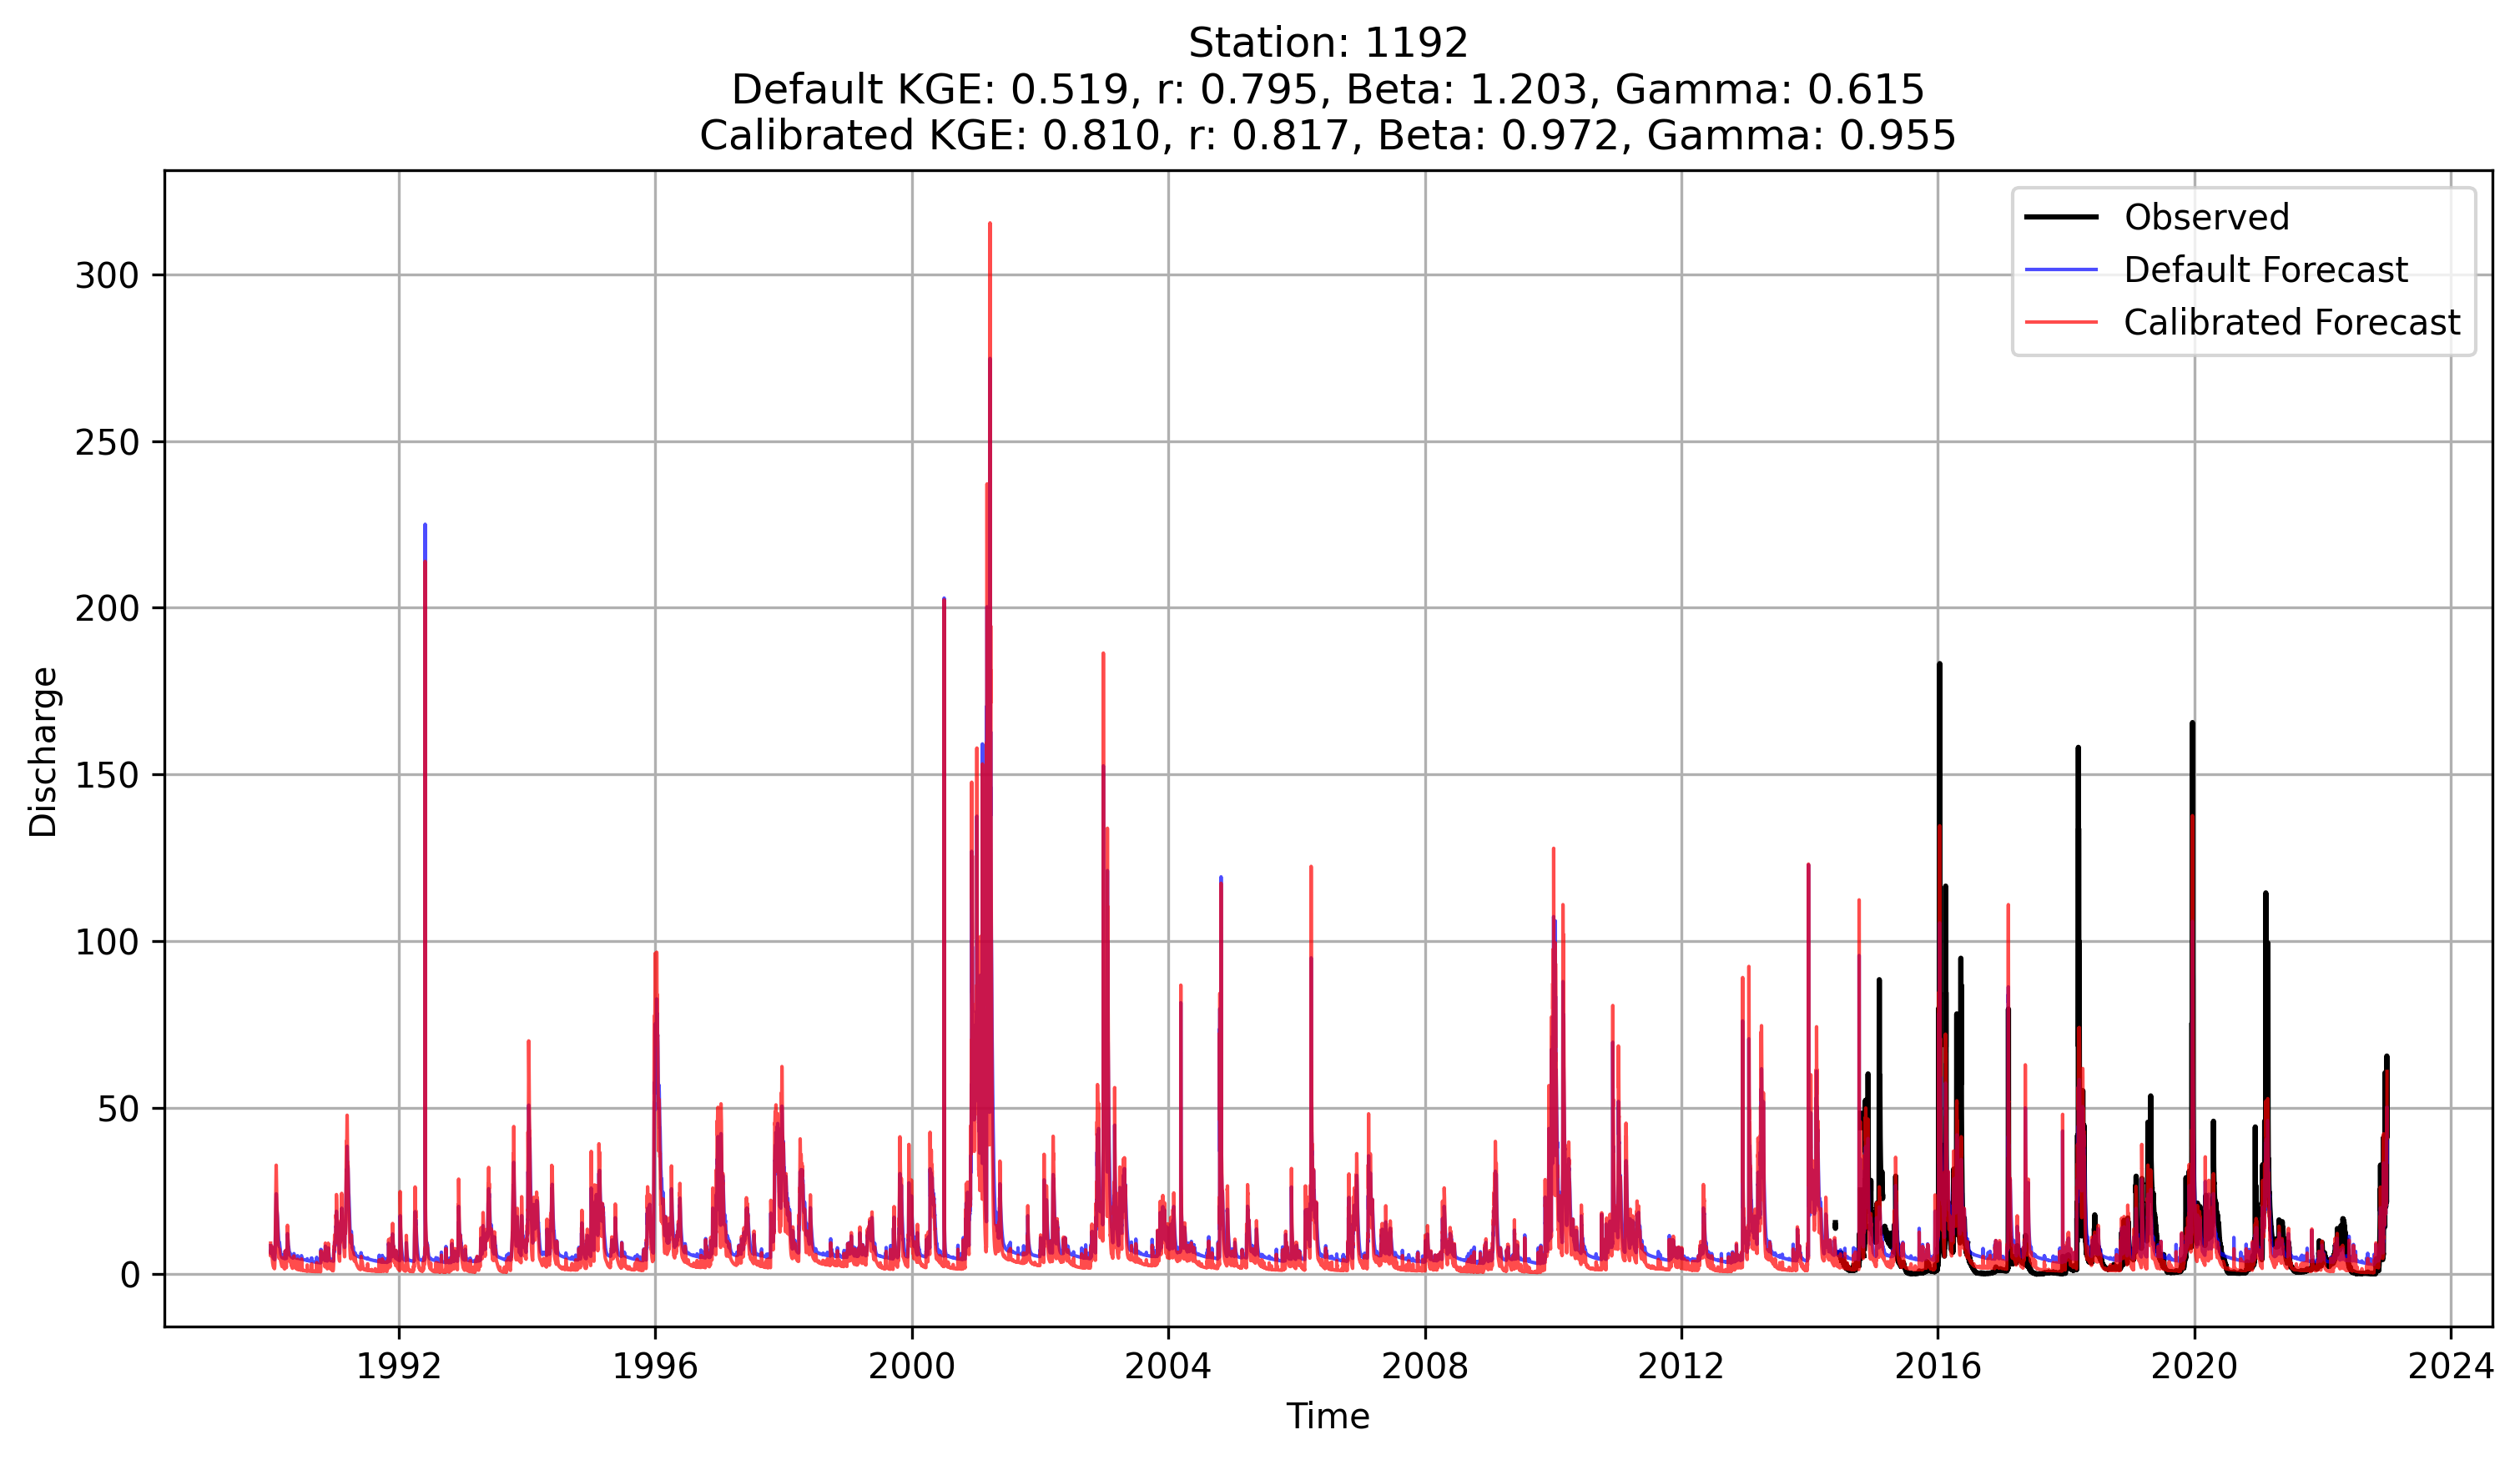 Station: 1192
Default KGE: 0.519, r: 0.795, Beta: 1.203, Gamma: 0.615
Calibrated KGE: 0.810, r: 0.817, Beta: 0.972, Gamma: 0.955
Observed
Default Forecast
Calibrated Forecast
Discharge
300
250
200
150
100
50
0
1992
1996
2000
2004
2008
2012
2016
2020
2024
Time